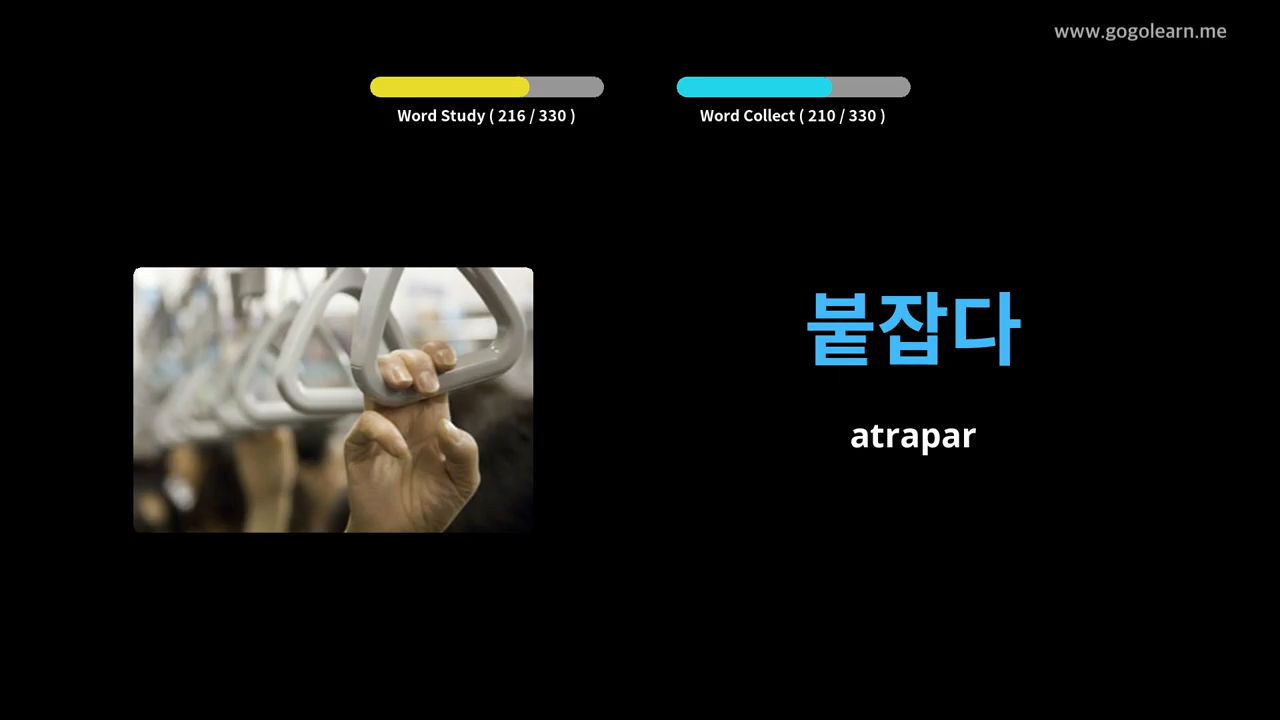 www.gogolearn.me
Word Study ( 216 / 330 )
Word Collect ( 210 / 330 )
붙잡다
atrapar